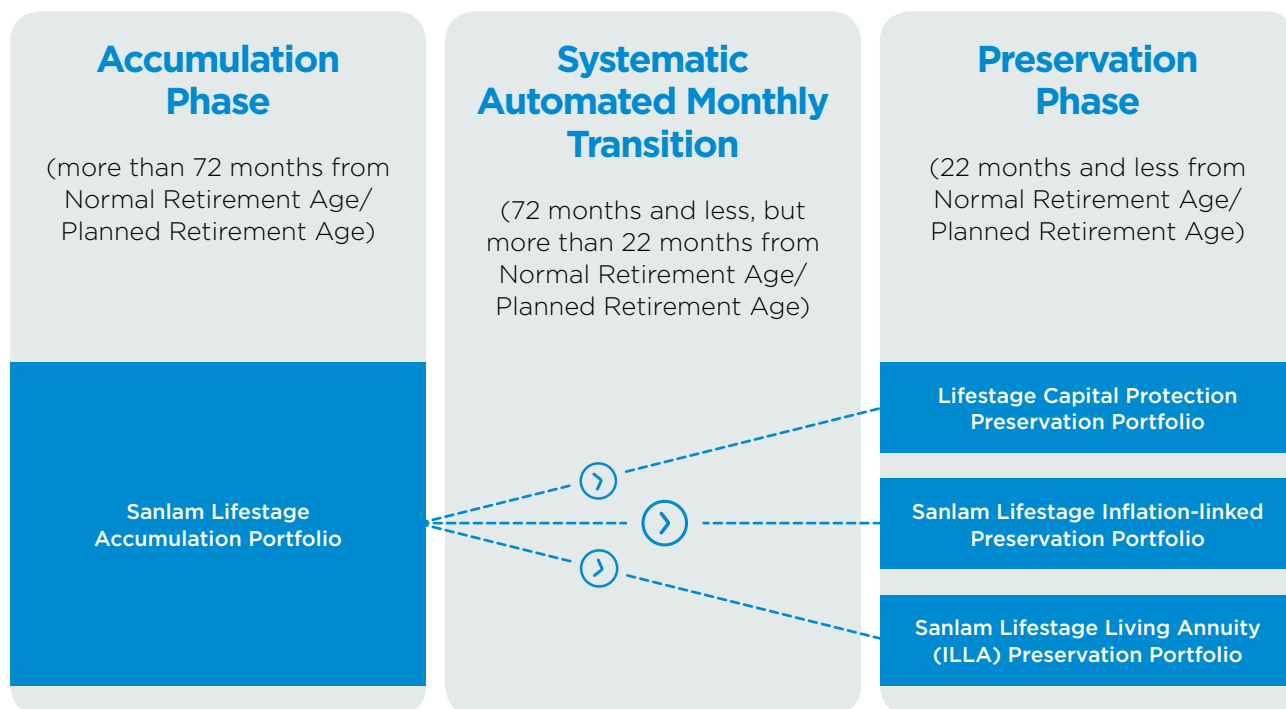 Accumulation
Phase
(more than 72 months from
Normal Retirement Age/
Planned Retirement Age)
Sanlam Lifestage
Accumulation Portfolio
Systematic
Automated Monthly
Transition
(72 months and less, but
more than 22 months from
Normal Retirement Age/
Planned Retirement Age)
Preservation
Phase
(22 months and less from
Normal Retirement Age/
Planned Retirement Age)
Lifestage Capital Protection
Preservation Portfolio
Sanlam Lifestage Inflation-linked
Preservation Portfolio
Sanlam Lifestage Living Annuity
(ILLA) Preservation Portfolio